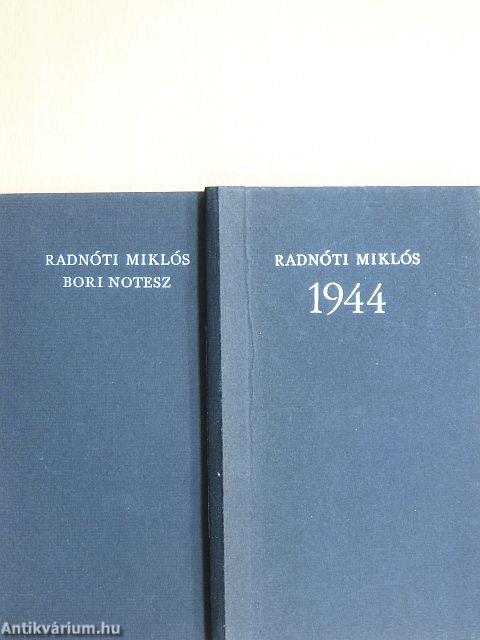 RADNÓTI MIKLÓS
BORI NOTESZ
RADNÓTI MIKLÓS
1944
Antikvárium.hu